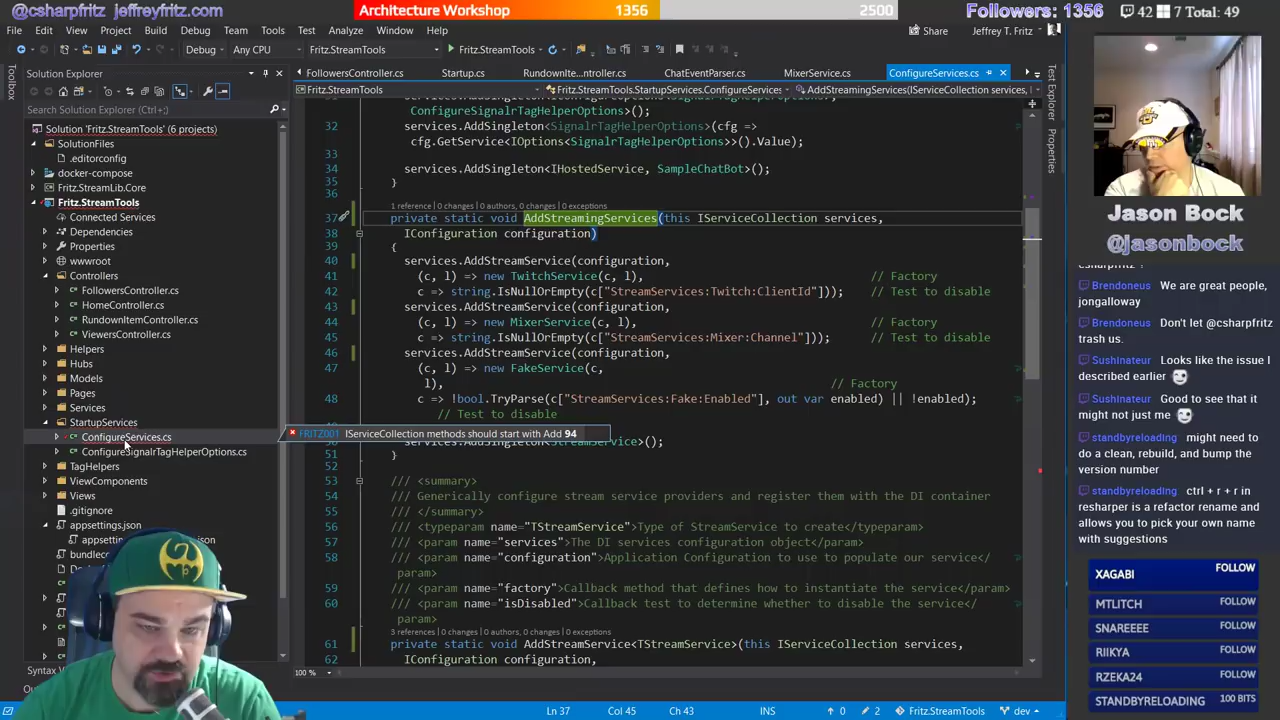 @csharpfritz jeffreyfritz.com
Architecture Workshop 1356 2500
Followers: 1356
42 7 Total: 49
File Edit View Project Build Debug Team Tools Test Analyze Window Help
Share Jeffrey T. Fritz
Debug Any CPU Fritz.StreamTools Fritz.StreamTools
Toolbox
Solution Explorer
Search Solution Explorer (Ctrl+;)
Solution 'Fritz.StreamTools' (6 projects)
SolutionFiles
.editorconfig
docker-compose
Fritz.StreamLib.Core
Fritz.StreamTools
Connected Services
Dependencies
Properties
wwwroot
Controllers
FollowersController.cs
HomeController.cs
RundownItemController.cs
ViewersController.cs
Helpers
Hubs
Models
Pages
Services
StartupServices
ConfigureServices.cs
ConfigureSignalrTagHelperOptions.cs
TagHelpers
ViewComponents
Views
.gitignore
appsettings.json
FollowersController.cs Startup.cs RundownIte...ntroller.cs ChatEventParser.cs MixerService.cs ConfigureServices.cs
Fritz.StreamTools Fritz.StreamTools.StartupServices.ConfigureServices AddStreamingServices(IServiceCollection services,
ConfigureSignalrTagHelperOptions>();
32 services.AddSingleton<SignalrTagHelperOptions>(cfg =>
cfg.GetService<IOptions<SignalrTagHelperOptions>>().Value);
33
34 services.AddSingleton<IHostedService, SampleChatBot>();
35 }
36
1 reference | 0 changes | 0 authors, 0 changes | 0 exceptions
37 private static void AddStreamingServices(this IServiceCollection services,
38 IConfiguration configuration)
39 {
40 services.AddStreamService(configuration,
41 (c, l) => new TwitchService(c, l), // Factory
42 c => string.IsNullOrEmpty(c["StreamServices:Twitch:ClientId"])); // Test to disable
43 services.AddStreamService(configuration,
44 (c, l) => new MixerService(c, l), // Factory
45 c => string.IsNullOrEmpty(c["StreamServices:Mixer:Channel"])); // Test to disable
46 services.AddStreamService(configuration,
47 (c, l) => new FakeService(c,
l), // Factory
48 c => !bool.TryParse(c["StreamServices:Fake:Enabled"], out var enabled) || !enabled);
// Test to disable
FRITZ001 IServiceCollection methods should start with Add 94
51 }
52
53 /// <summary>
54 /// Generically configure stream service providers and register them with the DI container
55 /// </summary>
56 /// <typeparam name="TStreamService">Type of StreamService to create</typeparam>
57 /// <param name="services">The DI services configuration object</param>
58 /// <param name="configuration">Application Configuration to use to populate our service</
param>
59 /// <param name="factory">Callback method that defines how to instantiate the service</param>
60 /// <param name="isDisabled">Callback test to determine whether to disable the service</
param>
3 references | 0 changes | 0 authors, 0 changes | 0 exceptions
61 private static void AddStreamService<TStreamService>(this IServiceCollection services,
62 IConfiguration configuration,
100 %
Test Explorer
Properties
Ln 37 Col 45 Ch 43 INS 0 2 Fritz.StreamTools dev
Jason Bock
@jasonbock
Brendoneus: We are great people, jongalloway
Brendoneus: Don't let @csharpfritz
trash us.
Sushinateur: Looks like the issue I
described earlier
Sushinateur: Good to see that it
might not just me
standbyreloading: might need to
do a clean, rebuild, and bump the
version number
standbyreloading: ctrl + r + r in
resharper is a refactor rename
and allows you to pick your own name
with suggestions
XAGABI FOLLOW
MTLITCH FOLLOW
SNAREEEE FOLLOW
RIIKYA FOLLOW
RZEKA24 FOLLOW
STANDBYRELOADING 100 BITS